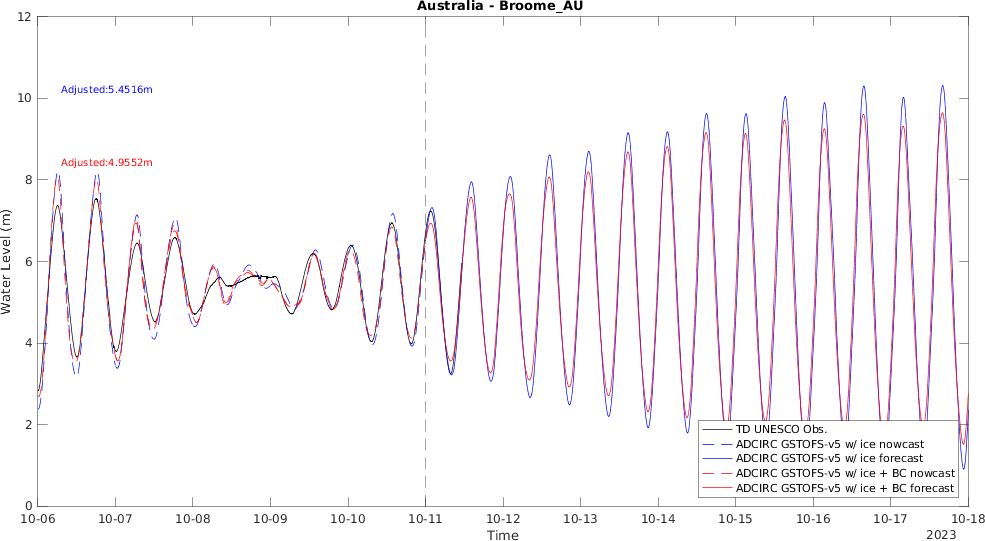 Australia - Broome_AU
12
10
8
6
4
2
0
Water Level (m)
Adjusted:5.4516m
Adjusted:4.9552m
TD UNESCO Obs.
ADCIRC GSTOFS-v5 w/ ice nowcast
ADCIRC GSTOFS-v5 w/ ice forecast
ADCIRC GSTOFS-v5 w/ ice + BC nowcast
ADCIRC GSTOFS-v5 w/ ice + BC forecast
10-06 10-07 10-08 10-09 10-10 10-11 10-12 10-13 10-14 10-15 10-16 10-17 10-18
Time
2023